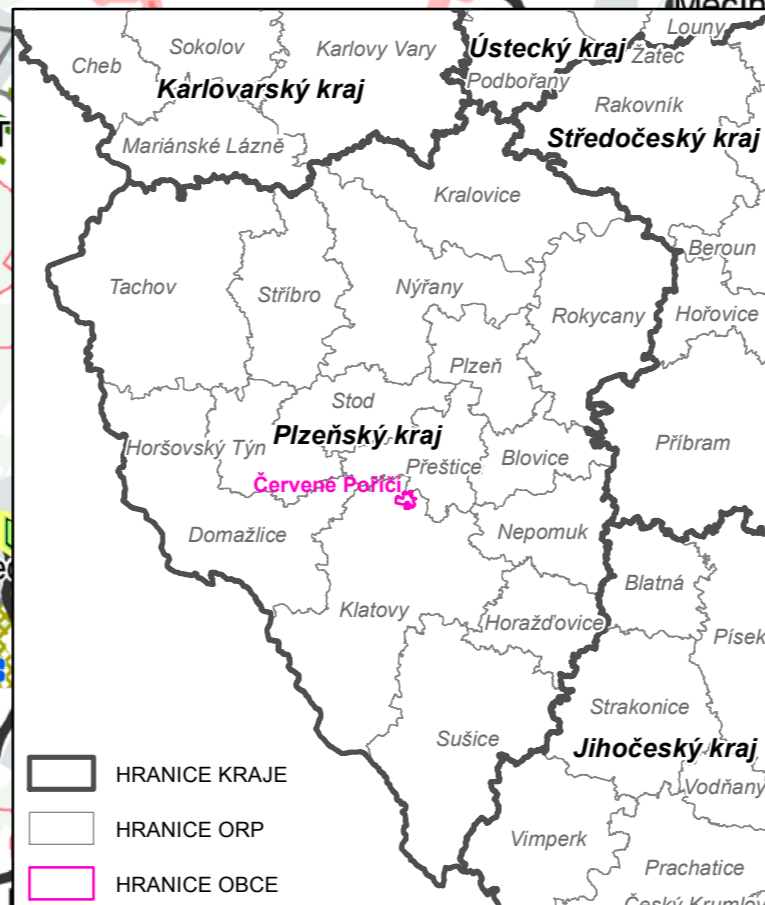 Louny
Sokolov
Karlovy Vary
Ústecký kraj
Žatec
Cheb
Podbořany
Karlovarský kraj
Rakovník
Mariánské Lázně
Středočeský kraj
Kralovice
Beroun
Tachov
Stříbro
Nýřany
Rokycany
Hořovice
Plzeň
Stod
Horšovský Týn
Plzeňský kraj
Příbram
Přeštice
Blovice
Červené Poříčí
Domažlice
Nepomuk
Blatná
Klatovy
Horažďovice
Písek
Strakonice
Sušice
Jihočeský kraj
HRANICE KRAJE
Vodňany
HRANICE ORP
Vimperk
Prachatice
HRANICE OBCE
Český Krumlov